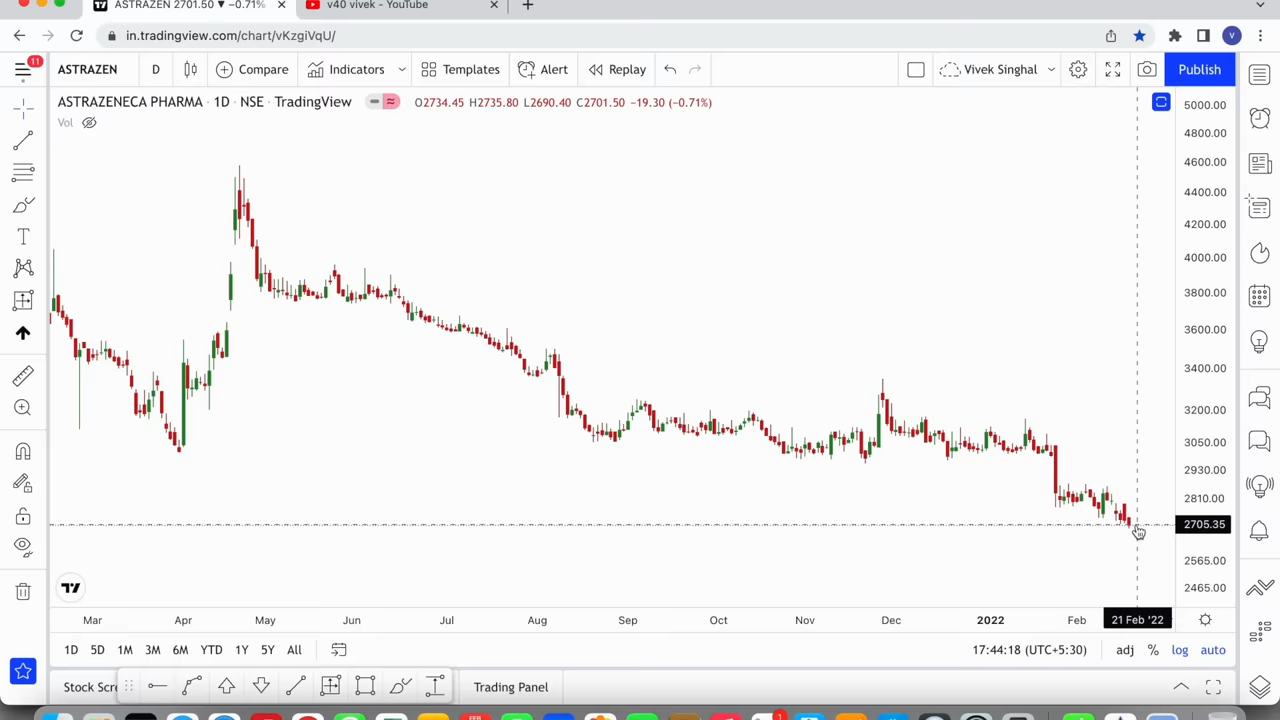 ASTRAZEN 2701.50 ▼ −0.71%
v40 vivek - YouTube
in.tradingview.com/chart/vKzgiVqU/
V
11
ASTRAZEN D Compare Indicators Templates Alert Replay Vivek Singhal Publish
ASTRAZENECA PHARMA · 1D · NSE · TradingView O2734.45 H2735.80 L2690.40 C2701.50 −19.30 (−0.71%)
Vol
5000.00
4800.00
4600.00
4400.00
4200.00
4000.00
3800.00
3600.00
3400.00
3200.00
3050.00
2930.00
2810.00
2705.35
2565.00
2465.00
Mar Apr May Jun Jul Aug Sep Oct Nov Dec 2022 Feb 21 Feb '22
1D 5D 1M 3M 6M YTD 1Y 5Y All 17:44:18 (UTC+5:30) adj % log auto
Stock Scre Trading Panel